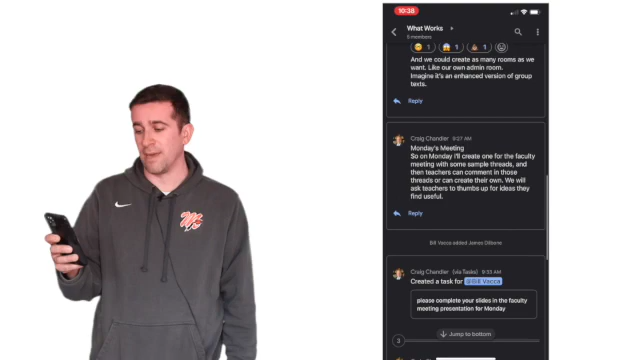 10:38
What Works
5 members
1 1 1
And we could create as many rooms as we
want. Like our own admin room.
Imagine it's an enhanced version of group
texts.
Reply
Craig Chandler 9:27 AM
Monday's Meeting
So on Monday I'll create one for the faculty
meeting with some sample threads, and
then teachers can comment in those
threads or can create their own. We will
ask teachers to thumbs up for ideas they
find useful.
Reply
Bill Vacca added James DiBene
Craig Chandler (via Tasks) 9:33 AM
Created a task for @Bill Vacca
please complete your slides in the faculty
meeting presentation for Monday
3
Jump to bottom